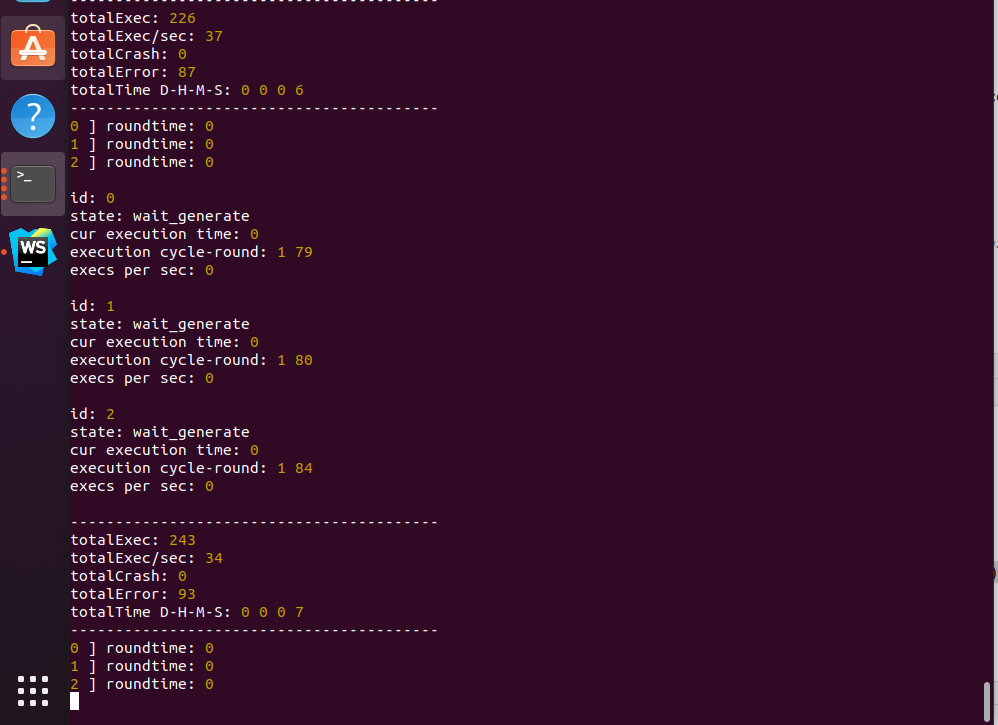 -----------------------------------------
totalExec: 226
totalExec/sec: 37
totalCrash: 0
totalError: 87
totalTime D-H-M-S: 0 0 0 6
-----------------------------------------
0 ] roundtime: 0
1 ] roundtime: 0
2 ] roundtime: 0
id: 0
state: wait_generate
cur execution time: 0
execution cycle-round: 1 79
execs per sec: 0
id: 1
state: wait_generate
cur execution time: 0
execution cycle-round: 1 80
execs per sec: 0
id: 2
state: wait_generate
cur execution time: 0
execution cycle-round: 1 84
execs per sec: 0
-----------------------------------------
totalExec: 243
totalExec/sec: 34
totalCrash: 0
totalError: 93
totalTime D-H-M-S: 0 0 0 7
-----------------------------------------
0 ] roundtime: 0
1 ] roundtime: 0
2 ] roundtime: 0
?
>_
WS